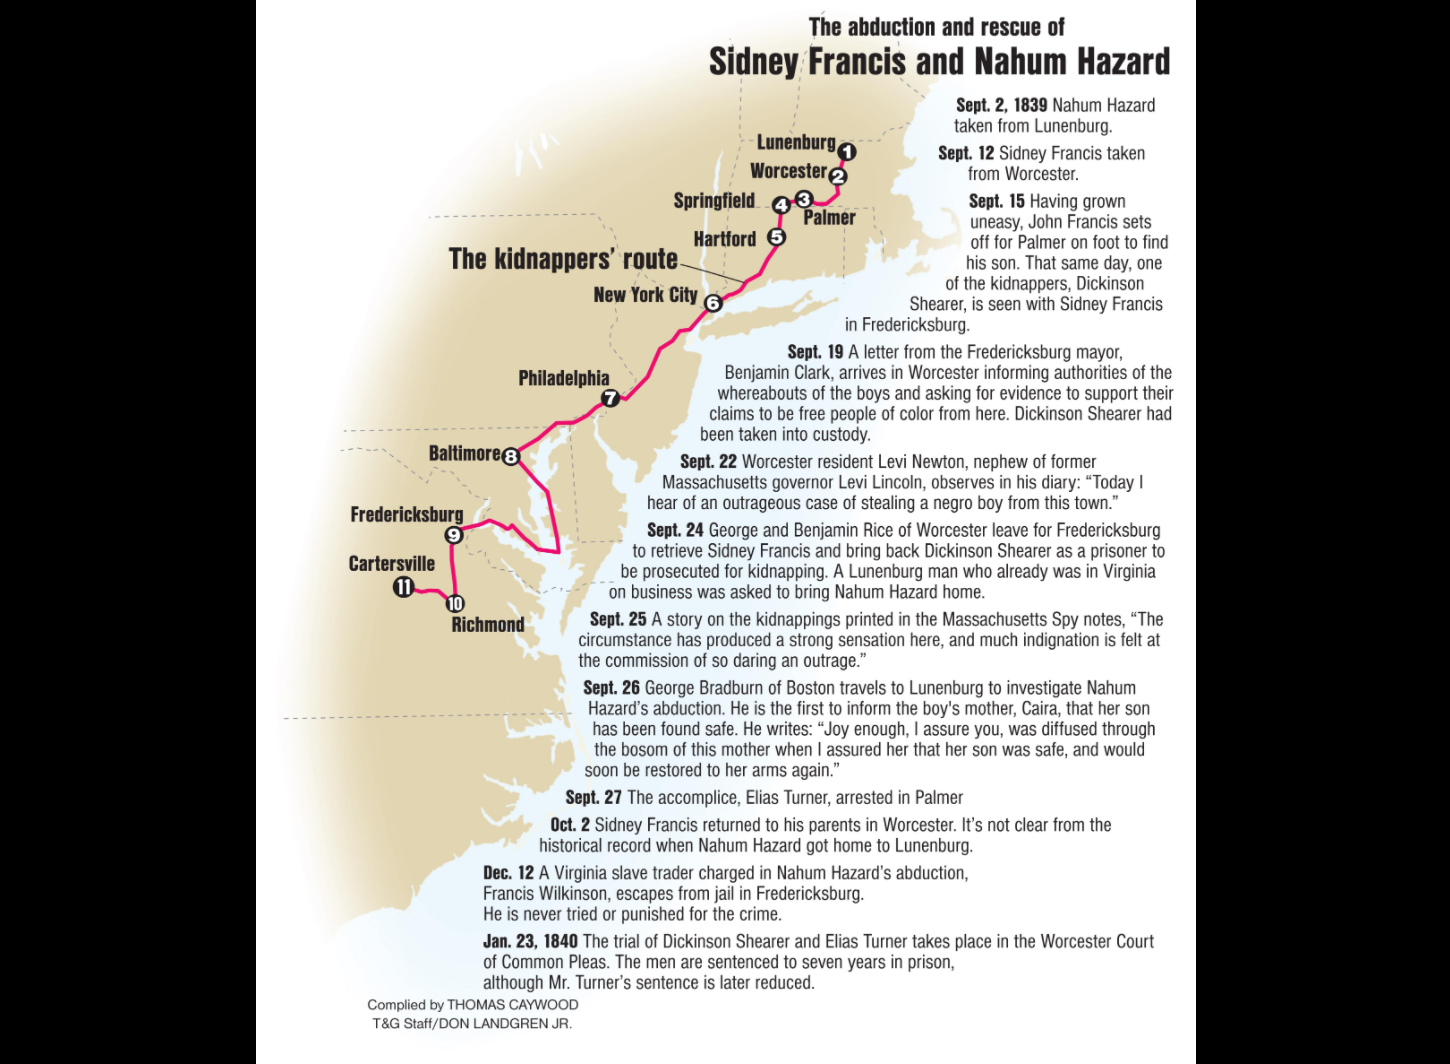 The abduction and rescue of
Sidney Francis and Nahum Hazard
Sept. 2, 1839 Nahum Hazard
taken from Lunenburg.
Sept. 12 Sidney Francis taken
from Worcester.
Sept. 15 Having grown
uneasy, John Francis sets
off for Palmer on foot to find
his son. That same day, one
of the kidnappers, Dickinson
Shearer, is seen with Sidney Francis
in Fredericksburg.
Sept. 19 A letter from the Fredericksburg mayor,
Benjamin Clark, arrives in Worcester informing authorities of the
whereabouts of the boys and asking for evidence to support their
claims to be free people of color from here. Dickinson Shearer had
been taken into custody.
Sept. 22 Worcester resident Levi Newton, nephew of former
Massachusetts governor Levi Lincoln, observes in his diary: “Today I
hear of an outrageous case of stealing a negro boy from this town.”
Sept. 24 George and Benjamin Rice of Worcester leave for Fredericksburg
to retrieve Sidney Francis and bring back Dickinson Shearer as a prisoner to
be prosecuted for kidnapping. A Lunenburg man who already was in Virginia
on business was asked to bring Nahum Hazard home.
Sept. 25 A story on the kidnappings printed in the Massachusetts Spy notes, “The
circumstance has produced a strong sensation here, and much indignation is felt at
the commission of so daring an outrage.”
Sept. 26 George Bradburn of Boston travels to Lunenburg to investigate Nahum
Hazard’s abduction. He is the first to inform the boy's mother, Caira, that her son
has been found safe. He writes: “Joy enough, I assure you, was diffused through
the bosom of this mother when I assured her that her son was safe, and would
soon be restored to her arms again.”
Sept. 27 The accomplice, Elias Turner, arrested in Palmer
Oct. 2 Sidney Francis returned to his parents in Worcester. It’s not clear from the
historical record when Nahum Hazard got home to Lunenburg.
Dec. 12 A Virginia slave trader charged in Nahum Hazard’s abduction,
Francis Wilkinson, escapes from jail in Fredericksburg.
He is never tried or punished for the crime.
Jan. 23, 1840 The trial of Dickinson Shearer and Elias Turner takes place in the Worcester Court
of Common Pleas. The men are sentenced to seven years in prison,
although Mr. Turner’s sentence is later reduced.
Lunenburg 1
Worcester 2
3 Palmer
Springfield 4
Hartford 5
The kidnappers’ route
New York City 6
Philadelphia 7
Baltimore 8
Fredericksburg 9
Cartersville 11
10 Richmond
Complied by THOMAS CAYWOOD
T&G Staff/DON LANDGREN JR.